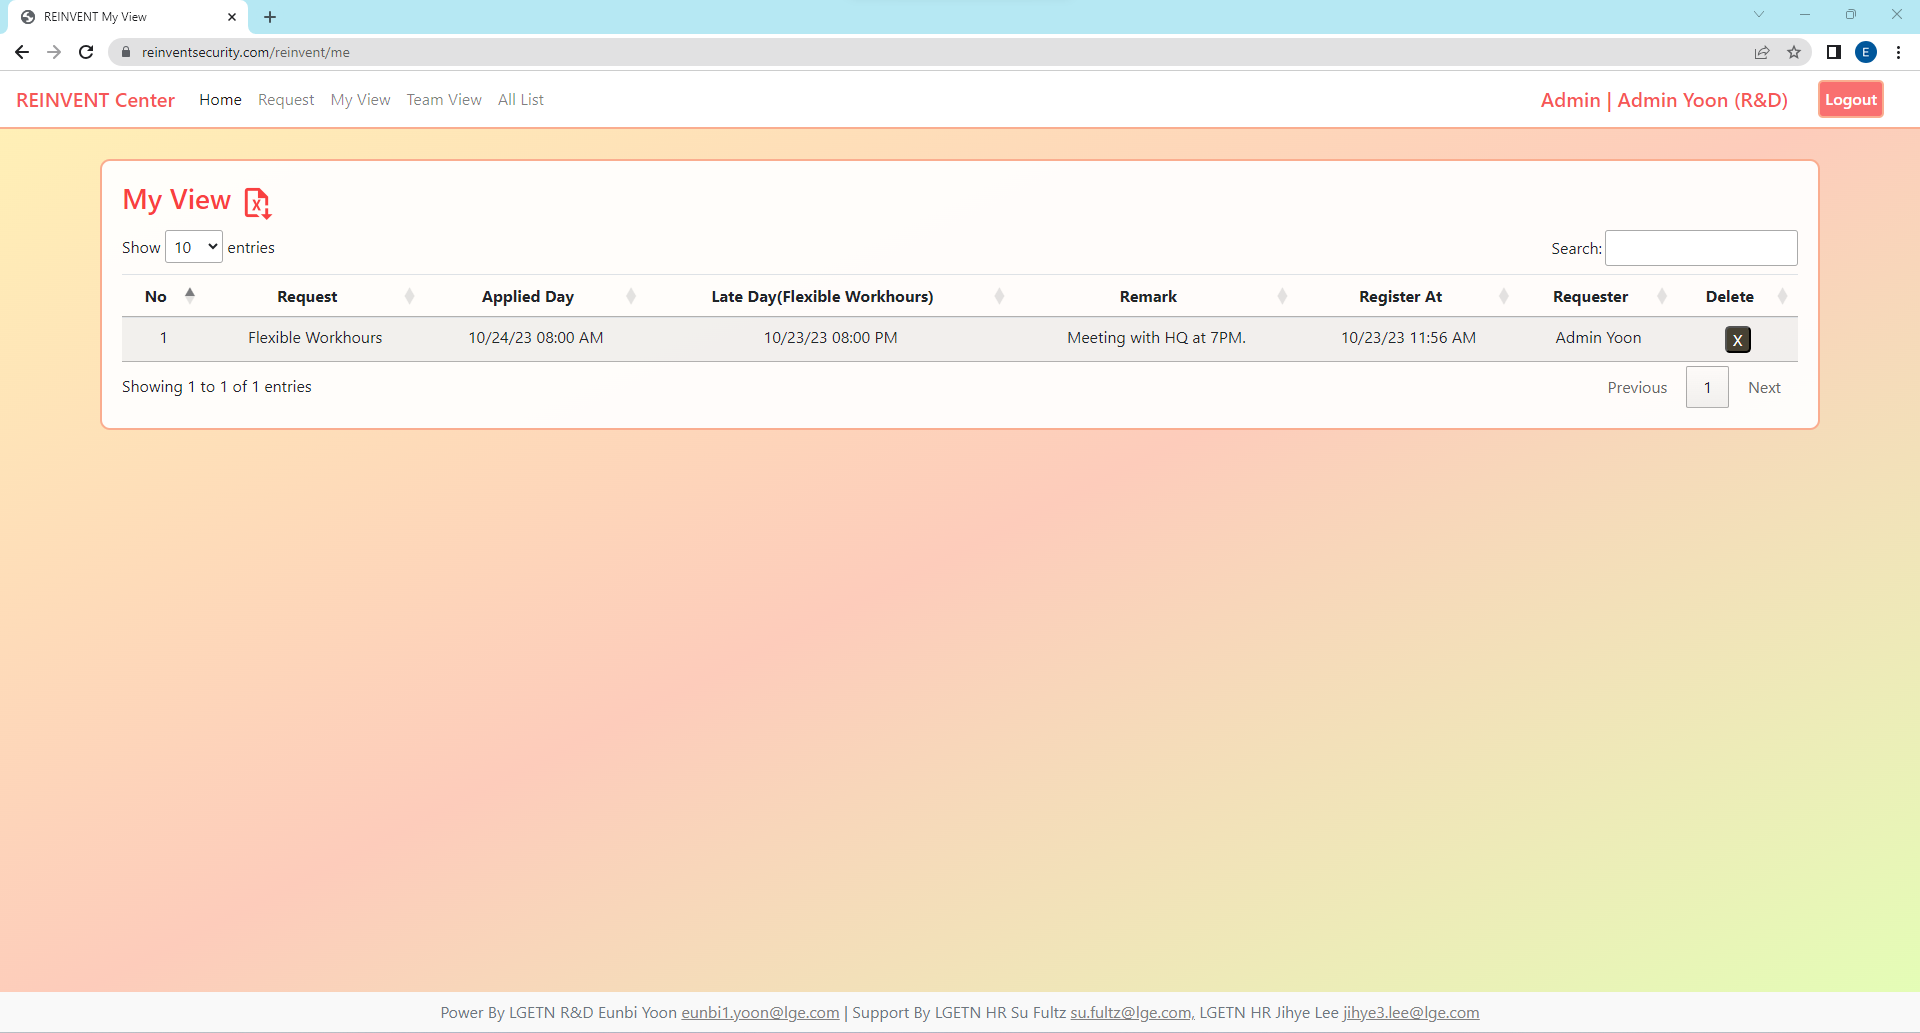 REINVENT My View
reinventsecurity.com/reinvent/me
E
REINVENT Center Home Request My View Team View All List Admin | Admin Yoon (R&D) Logout
My View
Show 10 entries Search:
No Request Applied Day Late Day(Flexible Workhours) Remark Register At Requester Delete
1 Flexible Workhours 10/24/23 08:00 AM 10/23/23 08:00 PM Meeting with HQ at 7PM. 10/23/23 11:56 AM Admin Yoon X
Showing 1 to 1 of 1 entries Previous 1 Next
Power By LGETN R&D Eunbi Yoon eunbi1.yoon@lge.com | Support By LGETN HR Su Fultz su.fultz@lge.com, LGETN HR Jihye Lee jihye3.lee@lge.com